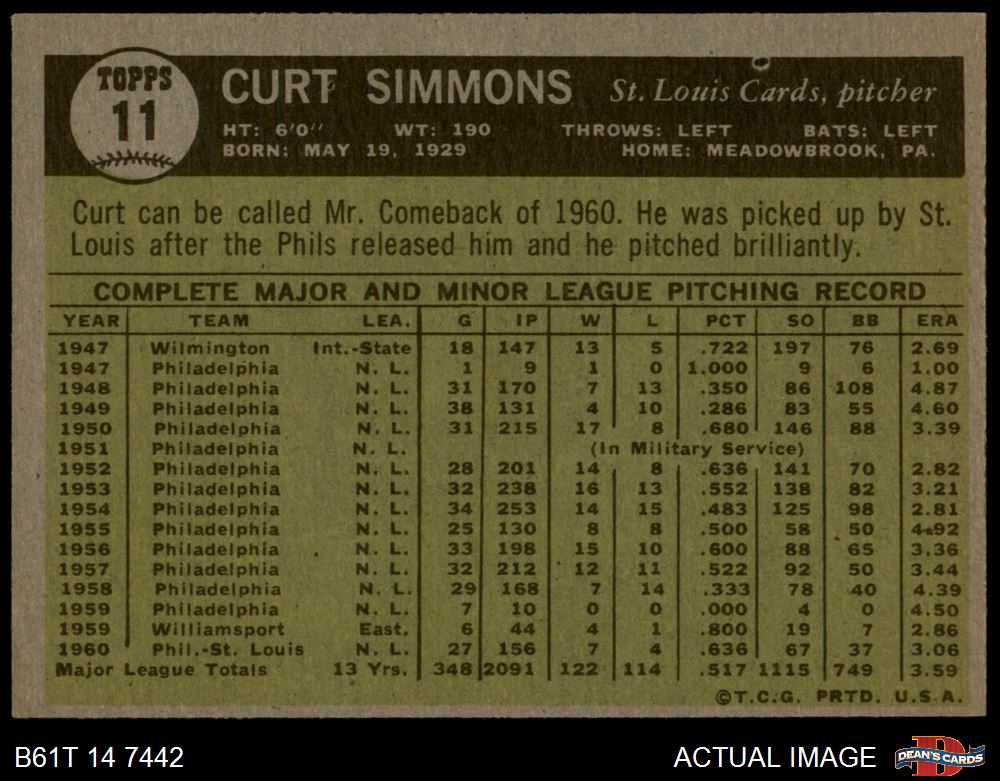 TOPPS
11
CURT SIMMONS St. Louis Cards, pitcher
HT: 6'0" WT: 190 THROWS: LEFT BATS: LEFT
BORN: MAY 19, 1929 HOME: MEADOWBROOK, PA.
Curt can be called Mr. Comeback of 1960. He was picked up by St.
Louis after the Phils released him and he pitched brilliantly.
COMPLETE MAJOR AND MINOR LEAGUE PITCHING RECORD
YEAR TEAM LEA. G IP W L PCT SO BB ERA
1947 Wilmington Int.-State 18 147 13 5 .722 197 76 2.69
1947 Philadelphia N. L. 1 9 1 0 1.000 9 6 1.00
1948 Philadelphia N. L. 31 170 7 13 .350 86 108 4.87
1949 Philadelphia N. L. 38 131 4 10 .286 83 55 4.60
1950 Philadelphia N. L. 31 215 17 8 .680 146 88 3.39
1951 Philadelphia N. L. (In Military Service)
1952 Philadelphia N. L. 28 201 14 8 .636 141 70 2.82
1953 Philadelphia N. L. 32 238 16 13 .552 138 82 3.21
1954 Philadelphia N. L. 34 253 14 15 .483 125 98 2.81
1955 Philadelphia N. L. 25 130 8 8 .500 58 50 4.92
1956 Philadelphia N. L. 33 198 15 10 .600 88 65 3.36
1957 Philadelphia N. L. 32 212 12 11 .522 92 50 3.44
1958 Philadelphia N. L. 29 168 7 14 .333 78 40 4.39
1959 Philadelphia N. L. 7 10 0 0 .000 4 0 4.50
1959 Williamsport East. 6 44 4 1 .800 19 7 2.86
1960 Phil.-St. Louis N. L. 27 156 7 4 .636 67 37 3.06
Major League Totals 13 Yrs. 348 2091 122 114 .517 1115 749 3.59
©T.C.G. PRTD. U.S.A.
B61T 14 7442 ACTUAL IMAGE
DEAN'S CARDS